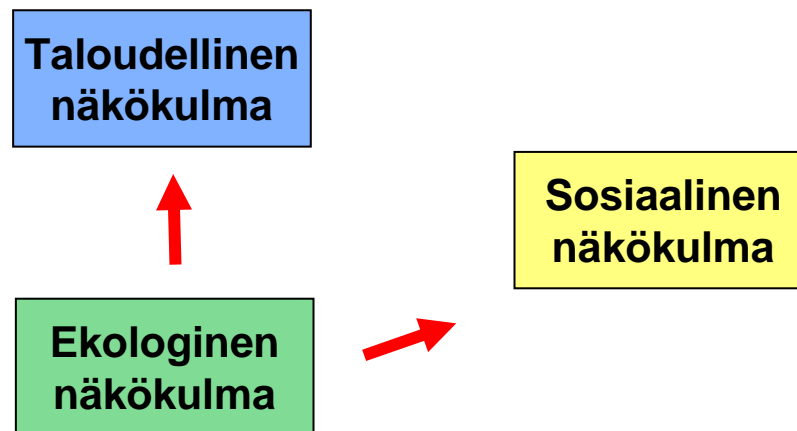 Taloudellinen
näkökulma
Sosiaalinen
näkökulma
Ekologinen
näkökulma